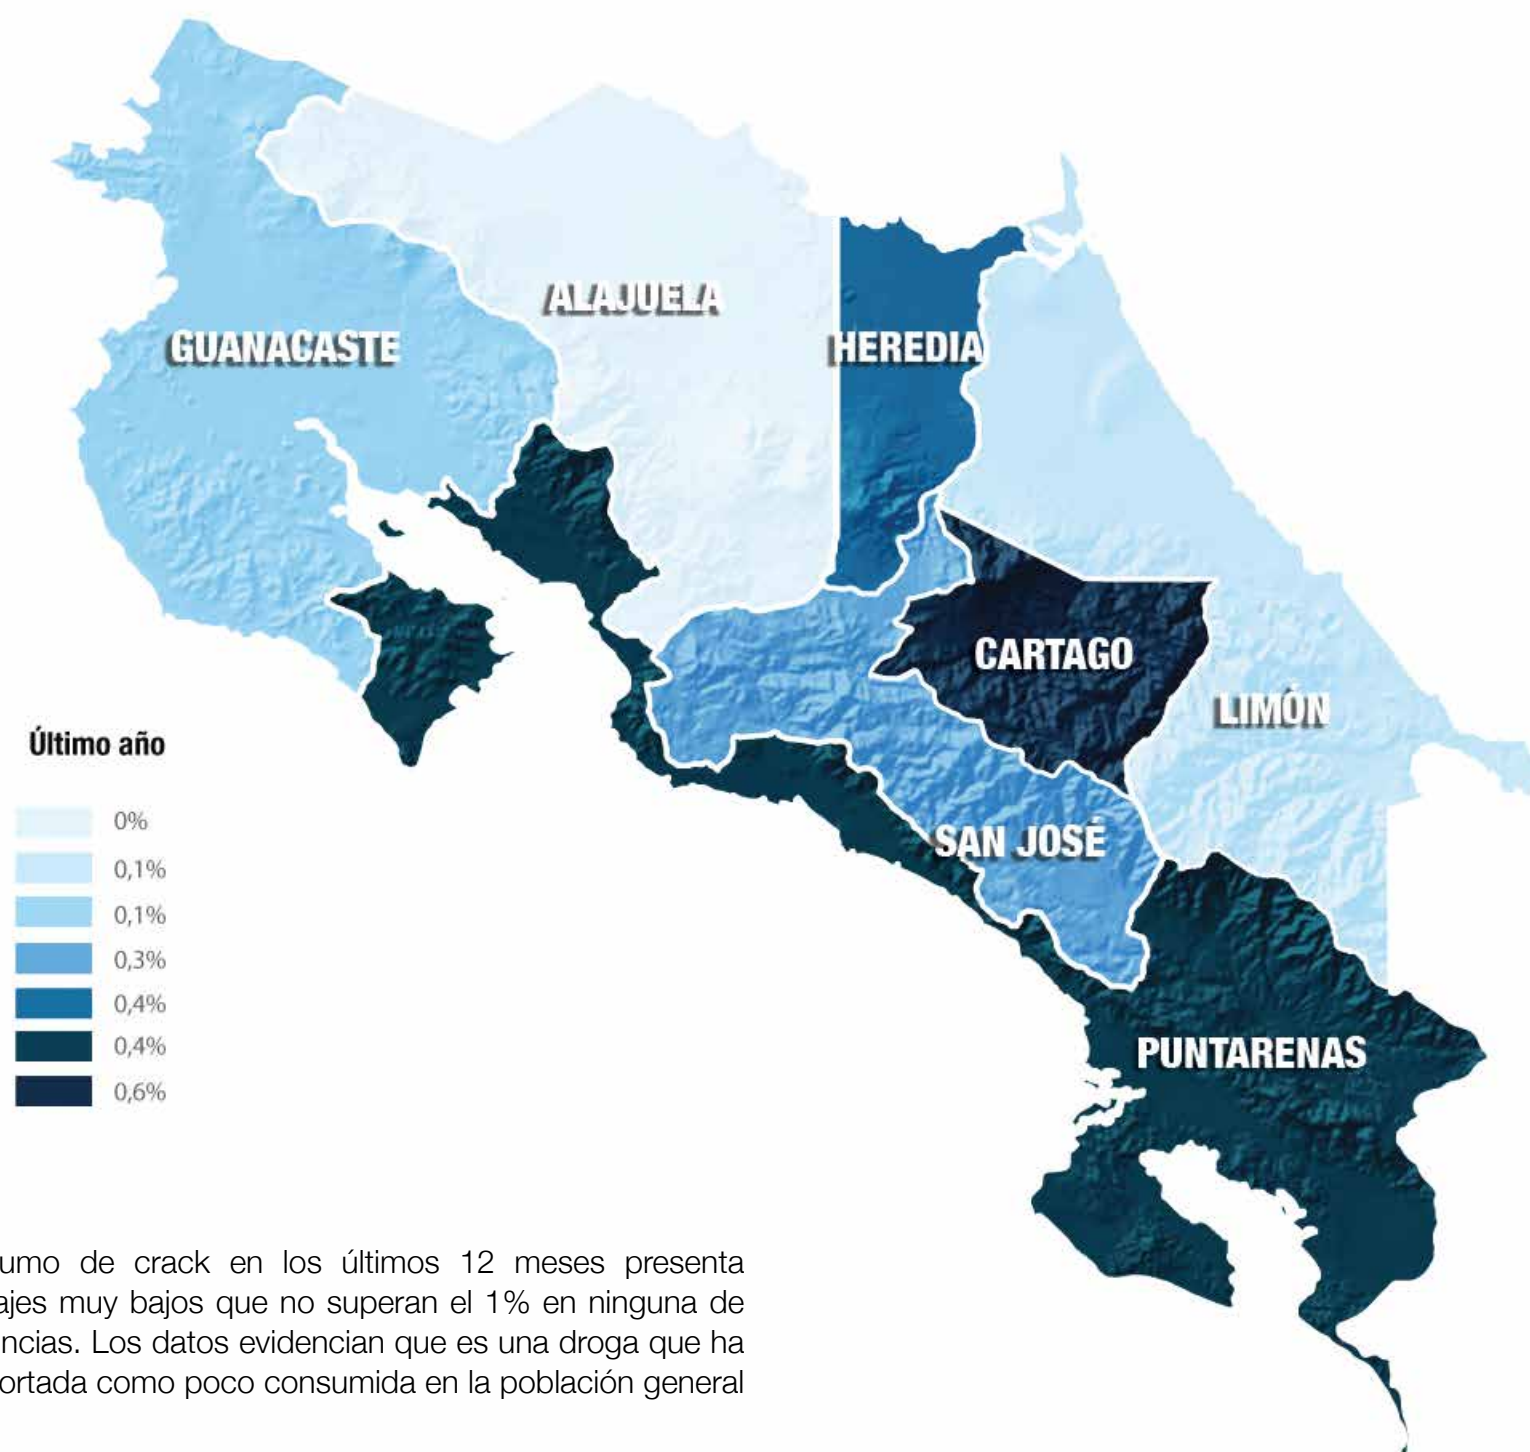 ALAJUELA
GUANACASTE
HEREDIA
CARTAGO
LIMÓN
SAN JOSÉ
PUNTARENAS
Último año
0%
0,1%
0,1%
0,3%
0,4%
0,4%
0,6%
umo de crack en los últimos 12 meses presenta
ajes muy bajos que no superan el 1% en ninguna de
ncias. Los datos evidencian que es una droga que ha
ortada como poco consumida en la población general